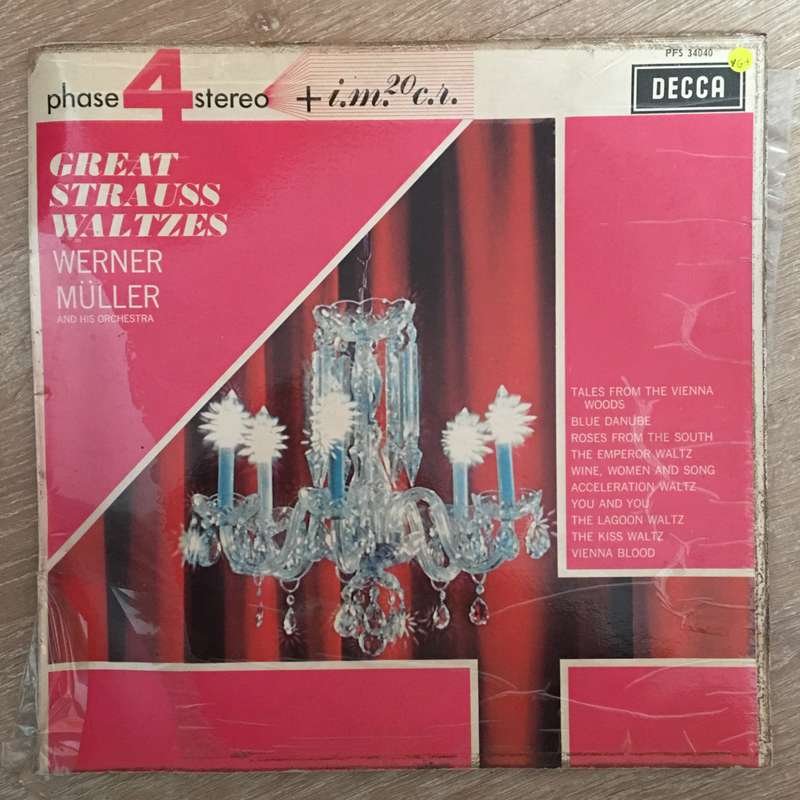 PFS 34040
VG+
phase 4 stereo + i.m. 20 c.r.
DECCA
GREAT
STRAUSS
WALTZES
WERNER
MÜLLER
AND HIS ORCHESTRA
TALES FROM THE VIENNA
WOODS
BLUE DANUBE
ROSES FROM THE SOUTH
THE EMPEROR WALTZ
WINE, WOMEN AND SONG
ACCELERATION WALTZ
YOU AND YOU
THE LAGOON WALTZ
THE KISS WALTZ
VIENNA BLOOD